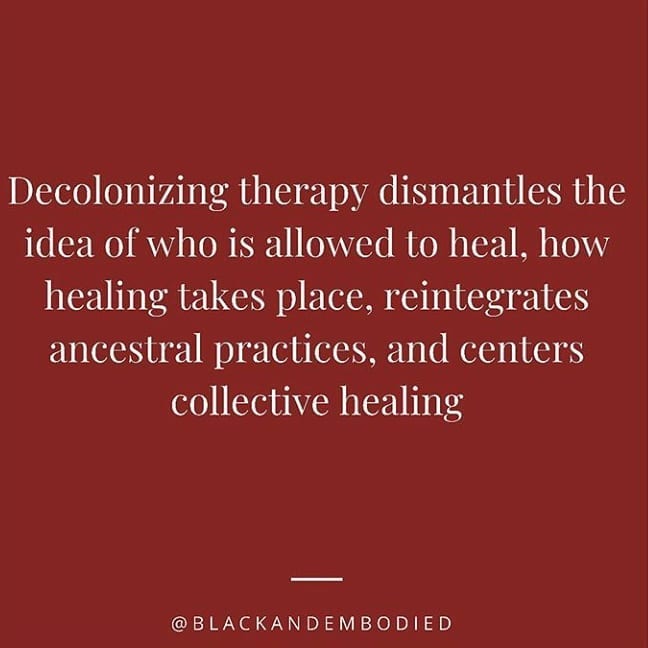 Decolonizing therapy dismantles the
idea of who is allowed to heal, how
healing takes place, reintegrates
ancestral practices, and centers
collective healing
@BLACKANDEMBODIED